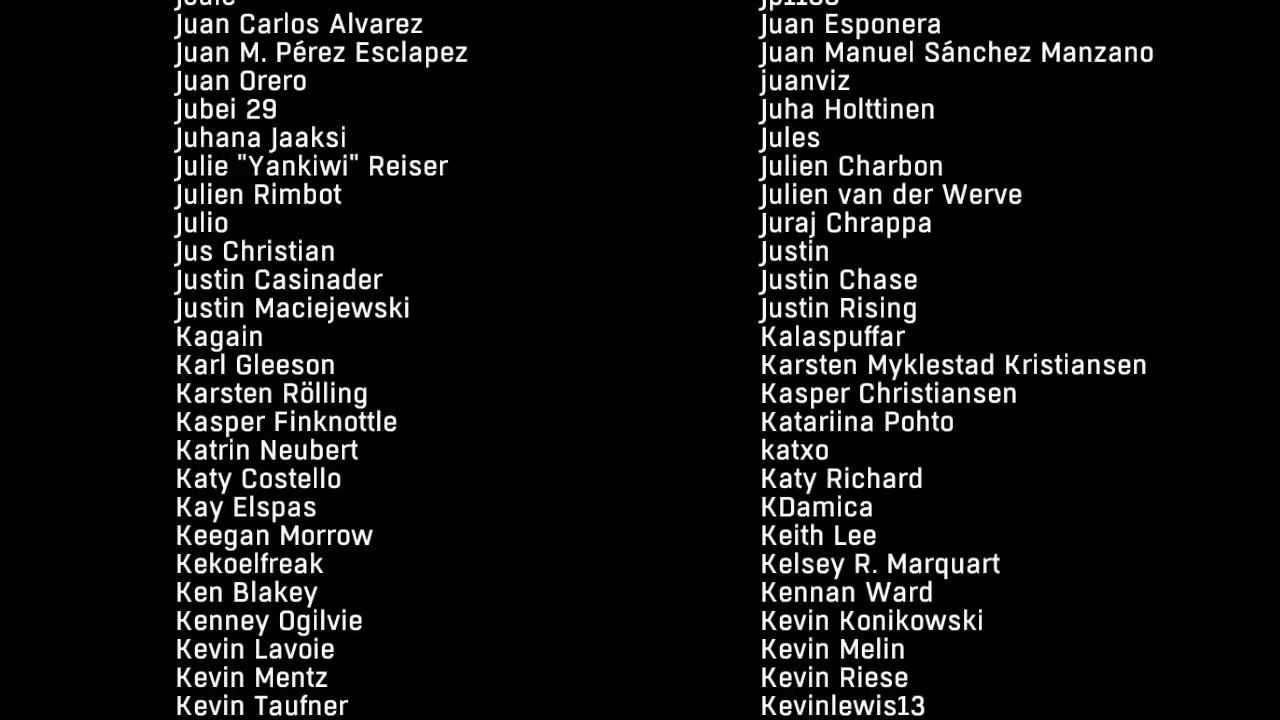 Juan Carlos Alvarez
Juan Esponera
Juan M. Pérez Esclapez
Juan Manuel Sánchez Manzano
Juan Orero
juanviz
Jubei 29
Juha Holttinen
Juhana Jaaksi
Jules
Julie "Yankiwi" Reiser
Julien Charbon
Julien Rimbot
Julien van der Werve
Julio
Juraj Chrappa
Jus Christian
Justin
Justin Casinader
Justin Chase
Justin Maciejewski
Justin Rising
Kagain
Kalaspuffar
Karl Gleeson
Karsten Myklestad Kristiansen
Karsten Rölling
Kasper Christiansen
Kasper Finknottle
Katariina Pohto
Katrin Neubert
katxo
Katy Costello
Katy Richard
Kay Elspas
KDamica
Keegan Morrow
Keith Lee
Kekoelfreak
Kelsey R. Marquart
Ken Blakey
Kennan Ward
Kenney Ogilvie
Kevin Konikowski
Kevin Lavoie
Kevin Melin
Kevin Mentz
Kevin Riese
Kevin Taufner
Kevinlewis13